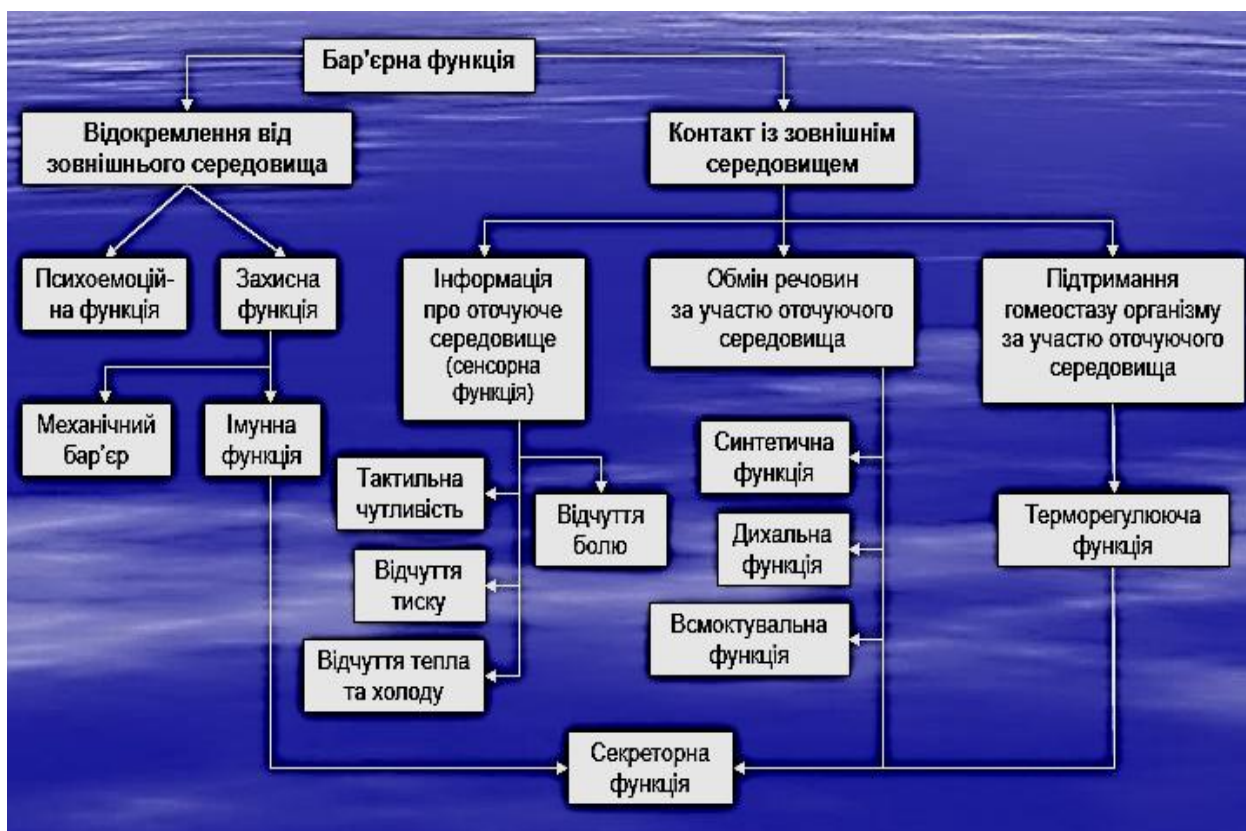 Бар’єрна функція
Відокремлення від
зовнішнього середовища
Контакт із зовнішнім
середовищем
Психоемоцій-
на функція
Захисна
функція
Інформація
про оточуюче
середовище
(сенсорна
функція)
Обмін речовин
за участю оточуючого
середовища
Підтримання
гомеостазу організму
за участю оточуючого
середовища
Механічний
бар’єр
Імунна
функція
Тактильна
чутливість
Відчуття
болю
Відчуття
тиску
Відчуття тепла
та холоду
Синтетична
функція
Дихальна
функція
Всмоктувальна
функція
Терморегулююча
функція
Секреторна
функція